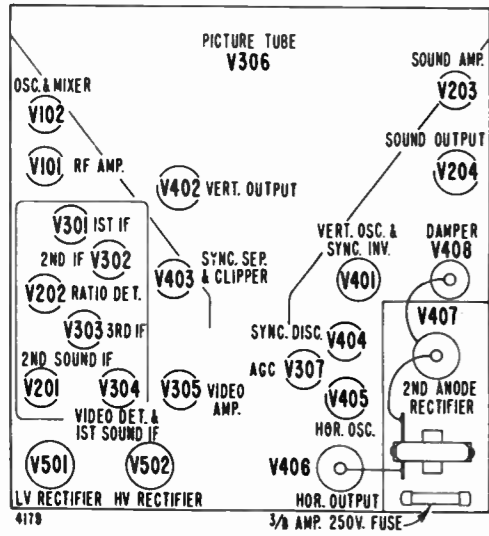 PICTURE TUBE
V306
SOUND AMP.
V203
OSC. & MIXER
V102
SOUND OUTPUT
V204
V101 RF AMP.
V402 VERT. OUTPUT
V301 IST IF
2ND IF V302
V202 RATIO DET.
V303 3RD IF
2ND SOUND IF
V201
V304
VIDEO DET. &
IST SOUND IF
V403
SYNC. SEP.
& CLIPPER
V305 VIDEO
AMP.
VERT. OSC. &
SYNC. INV.
V401
DAMPER
V408
V407
2ND ANODE
RECTIFIER
SYNC. DISC.
V404
AGC V307
V405
HOR. OSC.
V501
LV RECTIFIER
V502
HV RECTIFIER
V406
HOR. OUTPUT
3/8 AMP. 250V. FUSE
4179